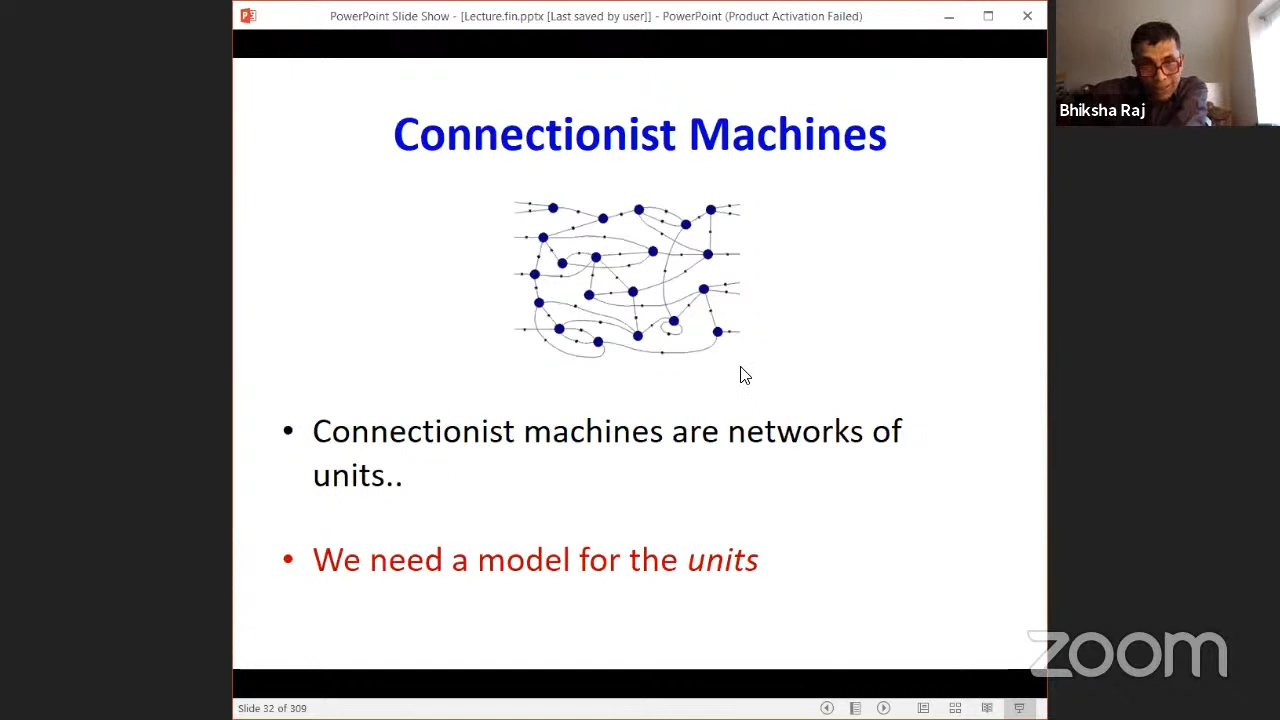 PowerPoint Slide Show - [Lecture.fin.pptx [Last saved by user]] - PowerPoint (Product Activation Failed)
Bhiksha Raj
Connectionist Machines
• Connectionist machines are networks of
units..
• We need a model for the units
zoom
Slide 32 of 309